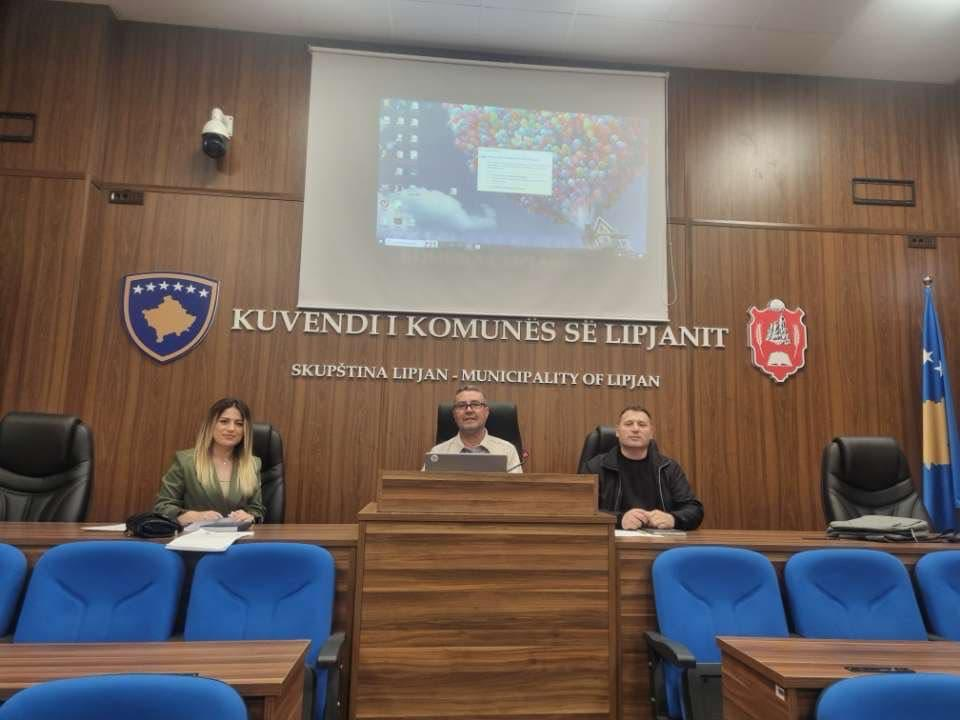 KUVENDI I KOMUNËS SË LIPJANIT
SKUPŠTINA LIPJAN - MUNICIPALITY OF LIPJAN